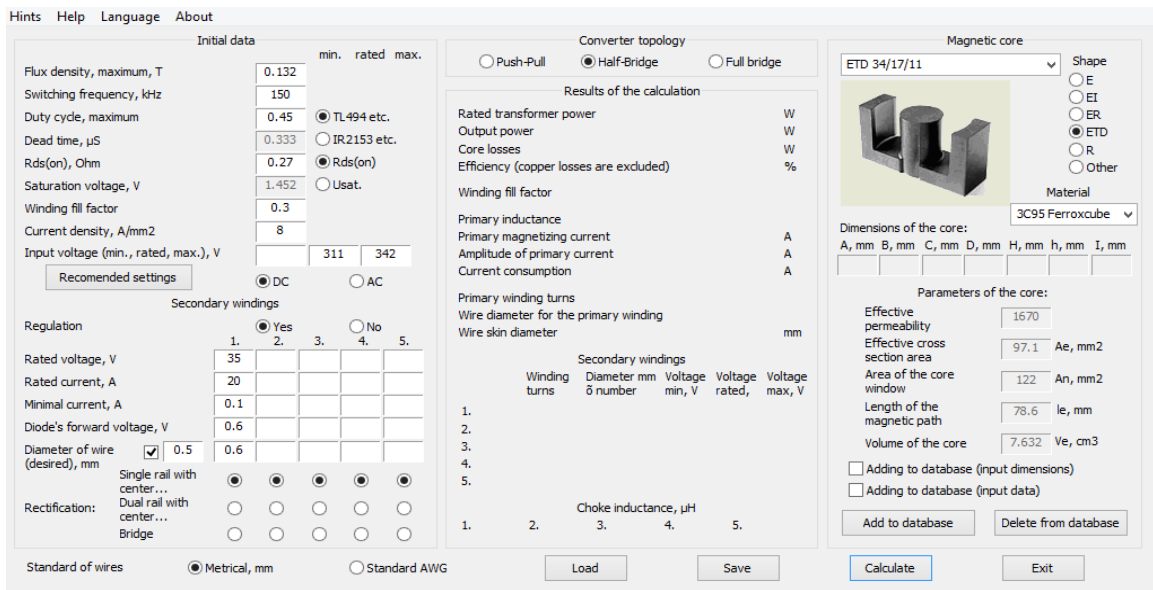 Hints Help Language About
Initial data
min. rated max.
Flux density, maximum, T 0.132
Switching frequency, kHz 150
Duty cycle, maximum 0.45 TL494 etc.
Dead time, µS 0.333 IR2153 etc.
Rds(on), Ohm 0.27 Rds(on)
Saturation voltage, V 1.452 Usat.
Winding fill factor 0.3
Current density, A/mm2 8
Input voltage (min., rated, max.), V 311 342
Recomended settings DC AC
Secondary windings
Regulation Yes No
1. 2. 3. 4. 5.
Rated voltage, V 35
Rated current, A 20
Minimal current, A 0.1
Diode's forward voltage, V 0.6
Diameter of wire 0.5 0.6
(desired), mm
Single rail with
center...
Rectification: Dual rail with
center...
Bridge
Standard of wires Metrical, mm Standard AWG
Converter topology
Push-Pull Half-Bridge Full bridge
Results of the calculation
Rated transformer power W
Output power W
Core losses W
Efficiency (copper losses are excluded) %
Winding fill factor
Primary inductance
Primary magnetizing current A
Amplitude of primary current A
Current consumption A
Primary winding turns
Wire diameter for the primary winding
Wire skin diameter mm
Secondary windings
Winding Diameter mm Voltage Voltage Voltage
turns õ number min, V rated, max, V
1.
2.
3.
4.
5.
Choke inductance, µH
1. 2. 3. 4. 5.
Load Save
Magnetic core
ETD 34/17/11 Shape
E
EI
ER
ETD
R
Other
Material
3C95 Ferroxcube
Dimensions of the core:
A, mm B, mm C, mm D, mm H, mm h, mm I, mm
Parameters of the core:
Effective
permeability 1670
Effective cross
section area 97.1 Ae, mm2
Area of the core
window 122 An, mm2
Length of the
magnetic path 78.6 le, mm
Volume of the core 7.632 Ve, cm3
Adding to database (input dimensions)
Adding to database (input data)
Add to database Delete from database
Calculate Exit